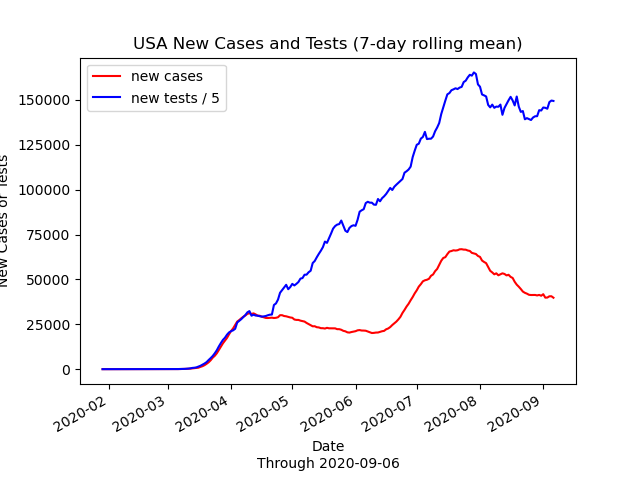 USA New Cases and Tests (7-day rolling mean)
new cases
new tests / 5
150000
125000
100000
75000
50000
25000
0
New Cases or Tests
2020-02
2020-03
2020-04
2020-05
2020-06
2020-07
2020-08
2020-09
Date
Through 2020-09-06